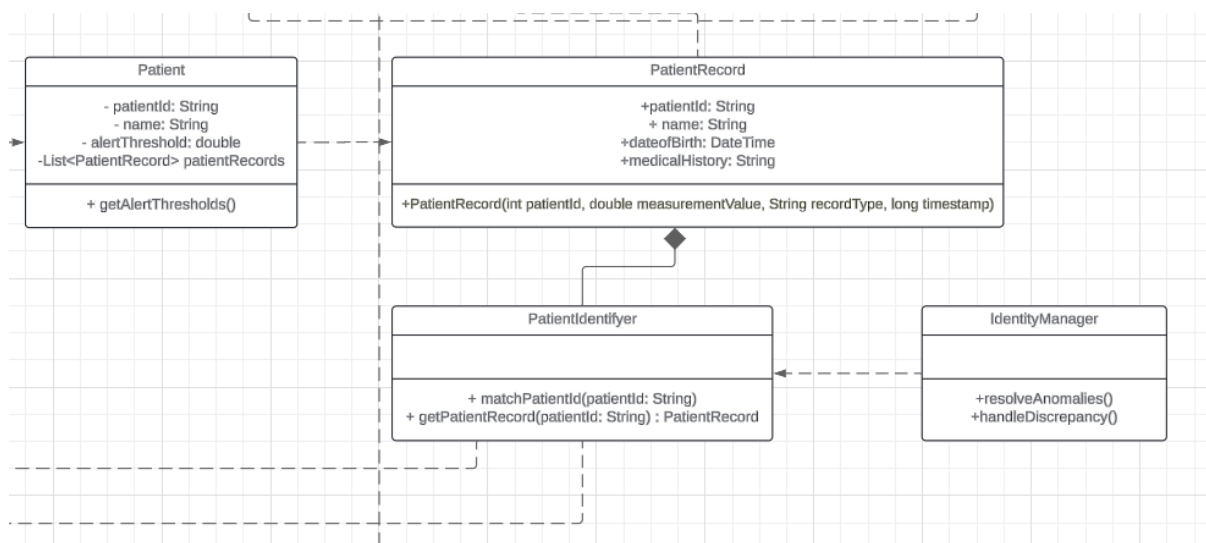 Patient
- patientId: String
- name: String
- alertThreshold: double
-List<PatientRecord> patientRecords
+ getAlertThresholds()
PatientRecord
+patientId: String
+ name: String
+dateofBirth: DateTime
+medicalHistory: String
+PatientRecord(int patientId, double measurementValue, String recordType, long timestamp)
PatientIdentifyer
+ matchPatientId(patientId: String)
+ getPatientRecord(patientId: String) : PatientRecord
IdentityManager
+resolveAnomalies()
+handleDiscrepancy()